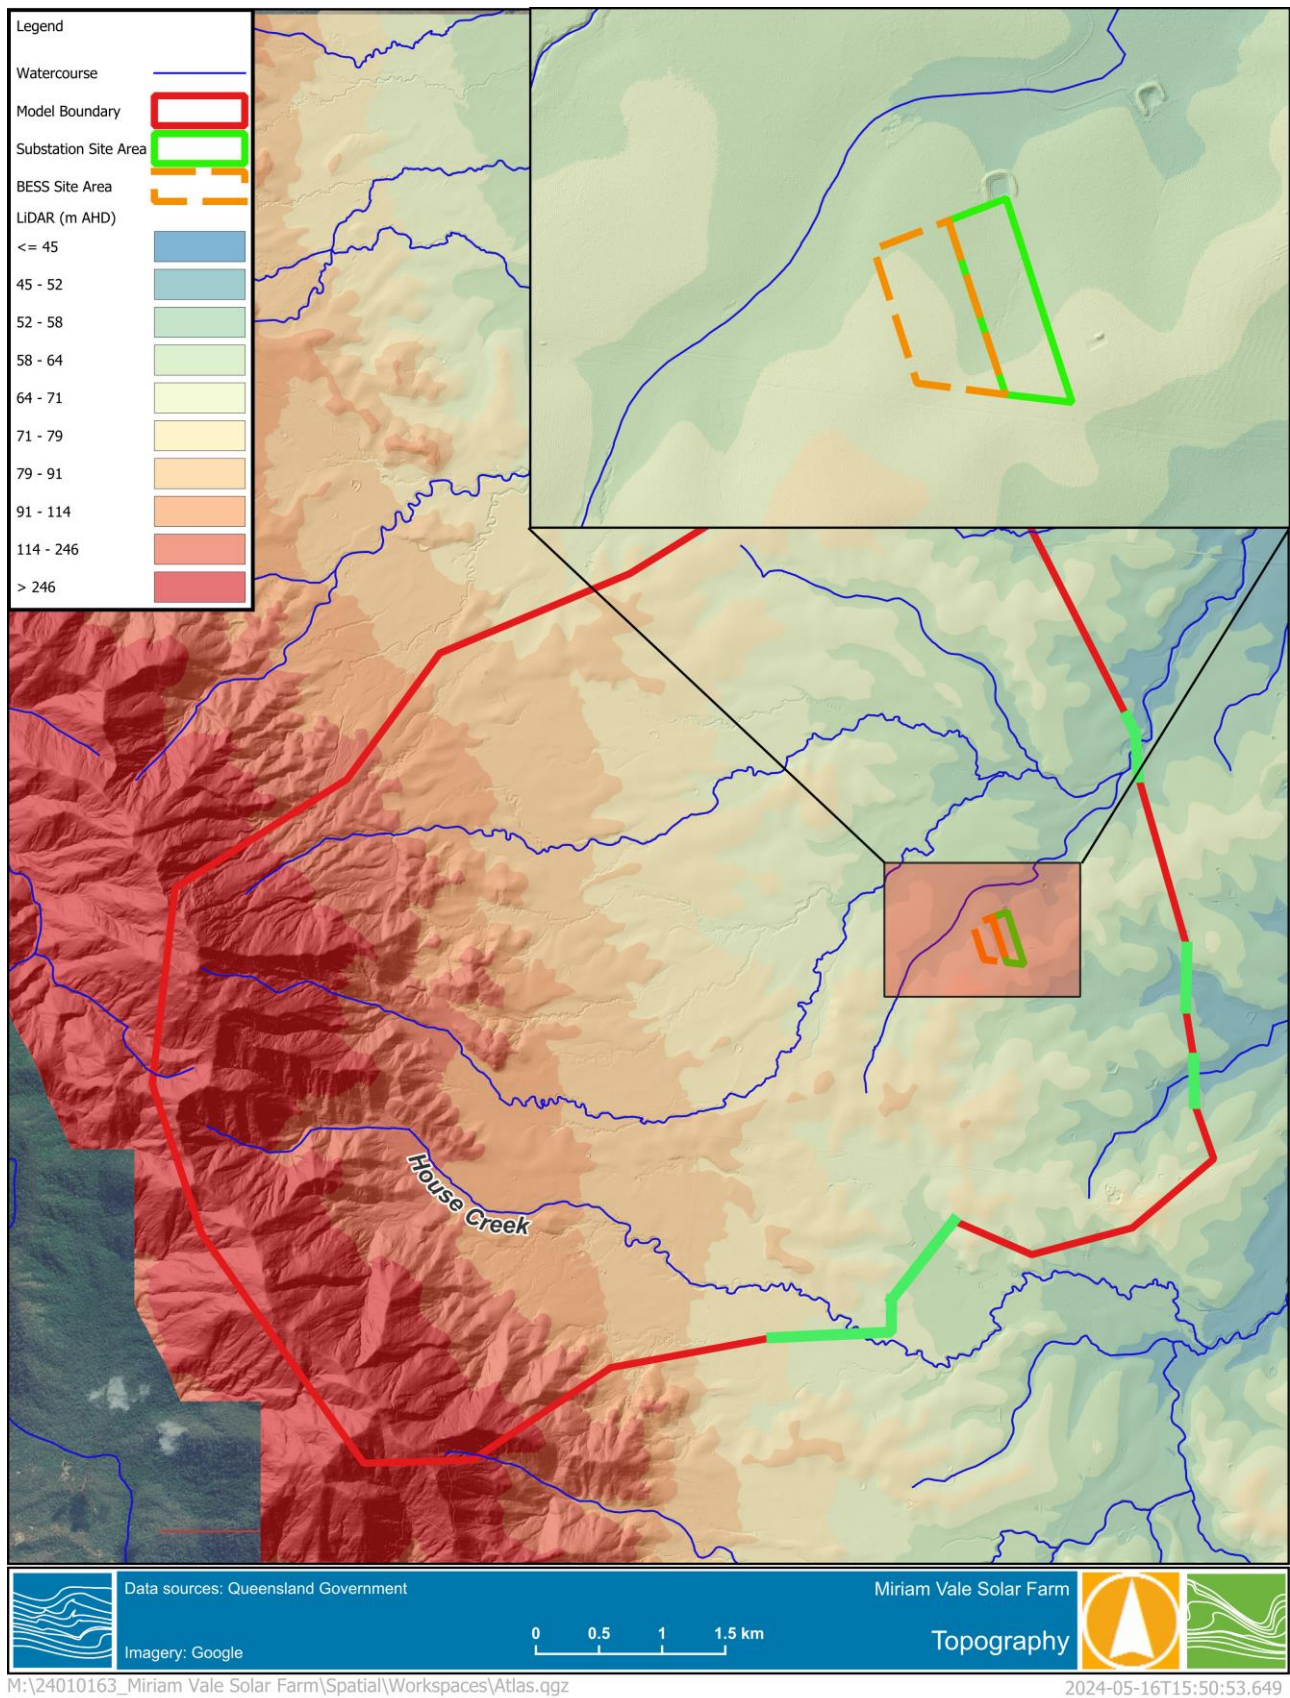 Legend
Watercourse
Model Boundary
Substation Site Area
BESS Site Area
LiDAR (m AHD)
<= 45
45 - 52
52 - 58
58 - 64
64 - 71
71 - 79
79 - 91
91 - 114
114 - 246
> 246
House Creek
Data sources: Queensland Government
Imagery: Google
0 0.5 1 1.5 km
Miriam Vale Solar Farm
Topography
M:\24010163_Miriam Vale Solar Farm\Spatial\Workspaces\Atlas.qgz
2024-05-16T15:50:53.649